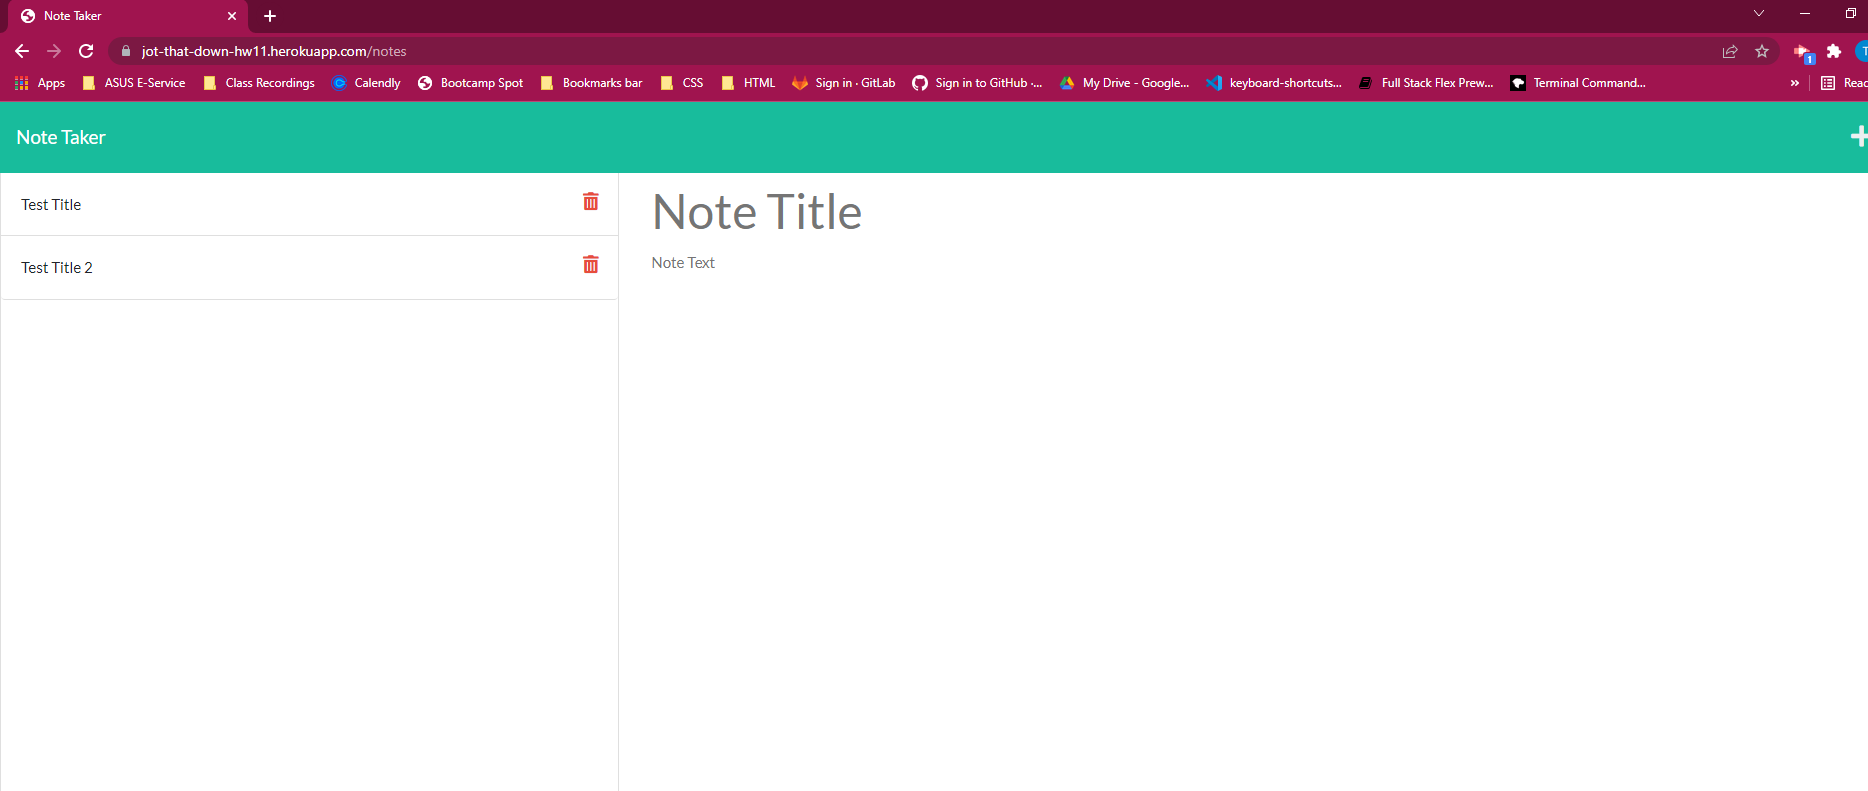 Note Taker
jot-that-down-hw11.herokuapp.com/notes
1
Apps ASUS E-Service Class Recordings Calendly Bootcamp Spot Bookmarks bar CSS HTML Sign in · GitLab Sign in to GitHub ·... My Drive - Google... keyboard-shortcuts... Full Stack Flex Prew... Terminal Command... »
Note Taker
Test Title
Test Title 2
Note Title
Note Text